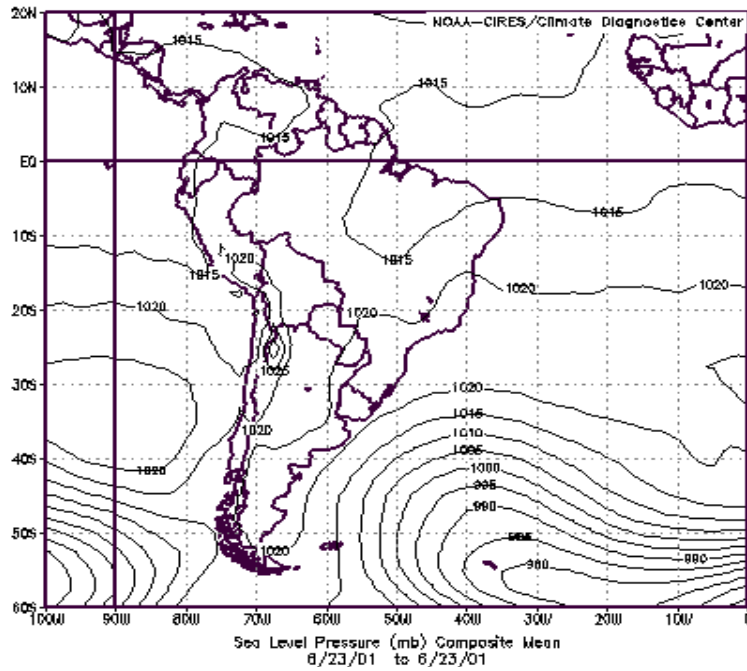 NOAA-CIRES/Climate Diagnostics Center
20N
1015
10N
1015
1015
EQ
1015
10S
1015
1020
1015
1020
1020
20S
1020
1025
30S
1020
1015
1020
1010
1005
40S
1020
1000
995
990
50S
1020
985
980
990
60S
100W 90W 80W 70W 60W 50W 40W 30W 20W 10W 0
Sea Level Pressure (mb) Composite Mean
6/23/01 to 6/23/01